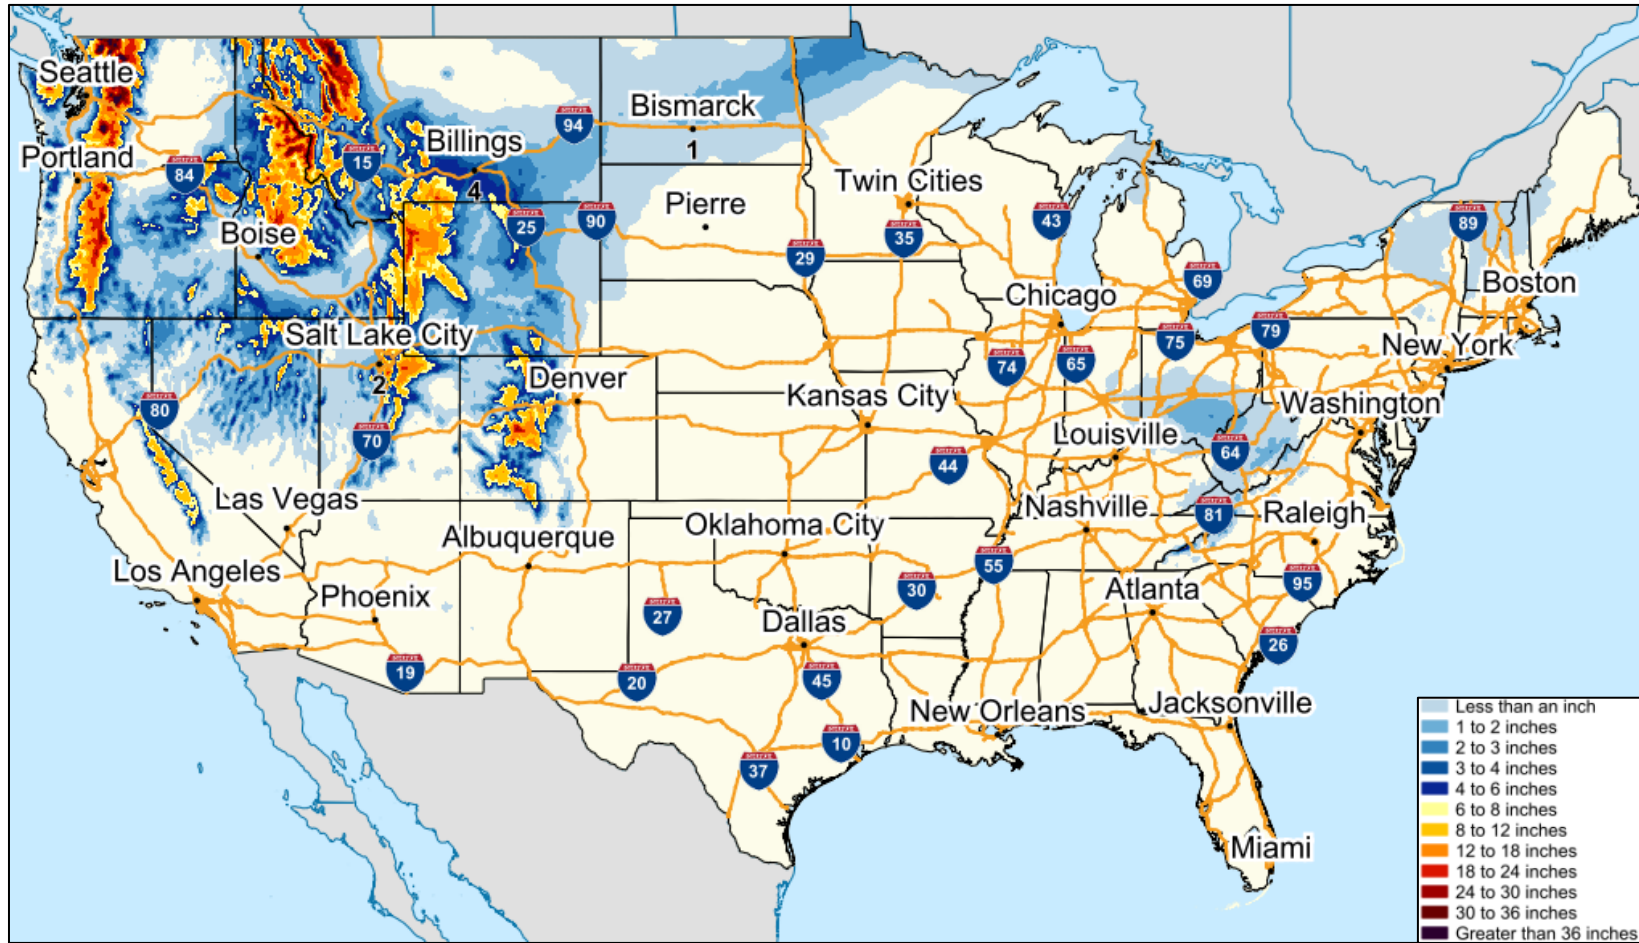 Seattle
Bismarck
94
1
Billings
4
Portland
84
15
Twin Cities
Pierre
Boise
25
90
29
35
43
89
69
Boston
Chicago
Salt Lake City
2
79
75
New York
74
65
Denver
Kansas City
Washington
80
70
Louisville
64
44
Las Vegas
Nashville
81
Raleigh
Oklahoma City
Albuquerque
Los Angeles
55
95
Phoenix
30
Atlanta
27
Dallas
26
19
20
45
New Orleans
Jacksonville
10
37
Miami
Less than an inch
1 to 2 inches
2 to 3 inches
3 to 4 inches
4 to 6 inches
6 to 8 inches
8 to 12 inches
12 to 18 inches
18 to 24 inches
24 to 30 inches
30 to 36 inches
Greater than 36 inches